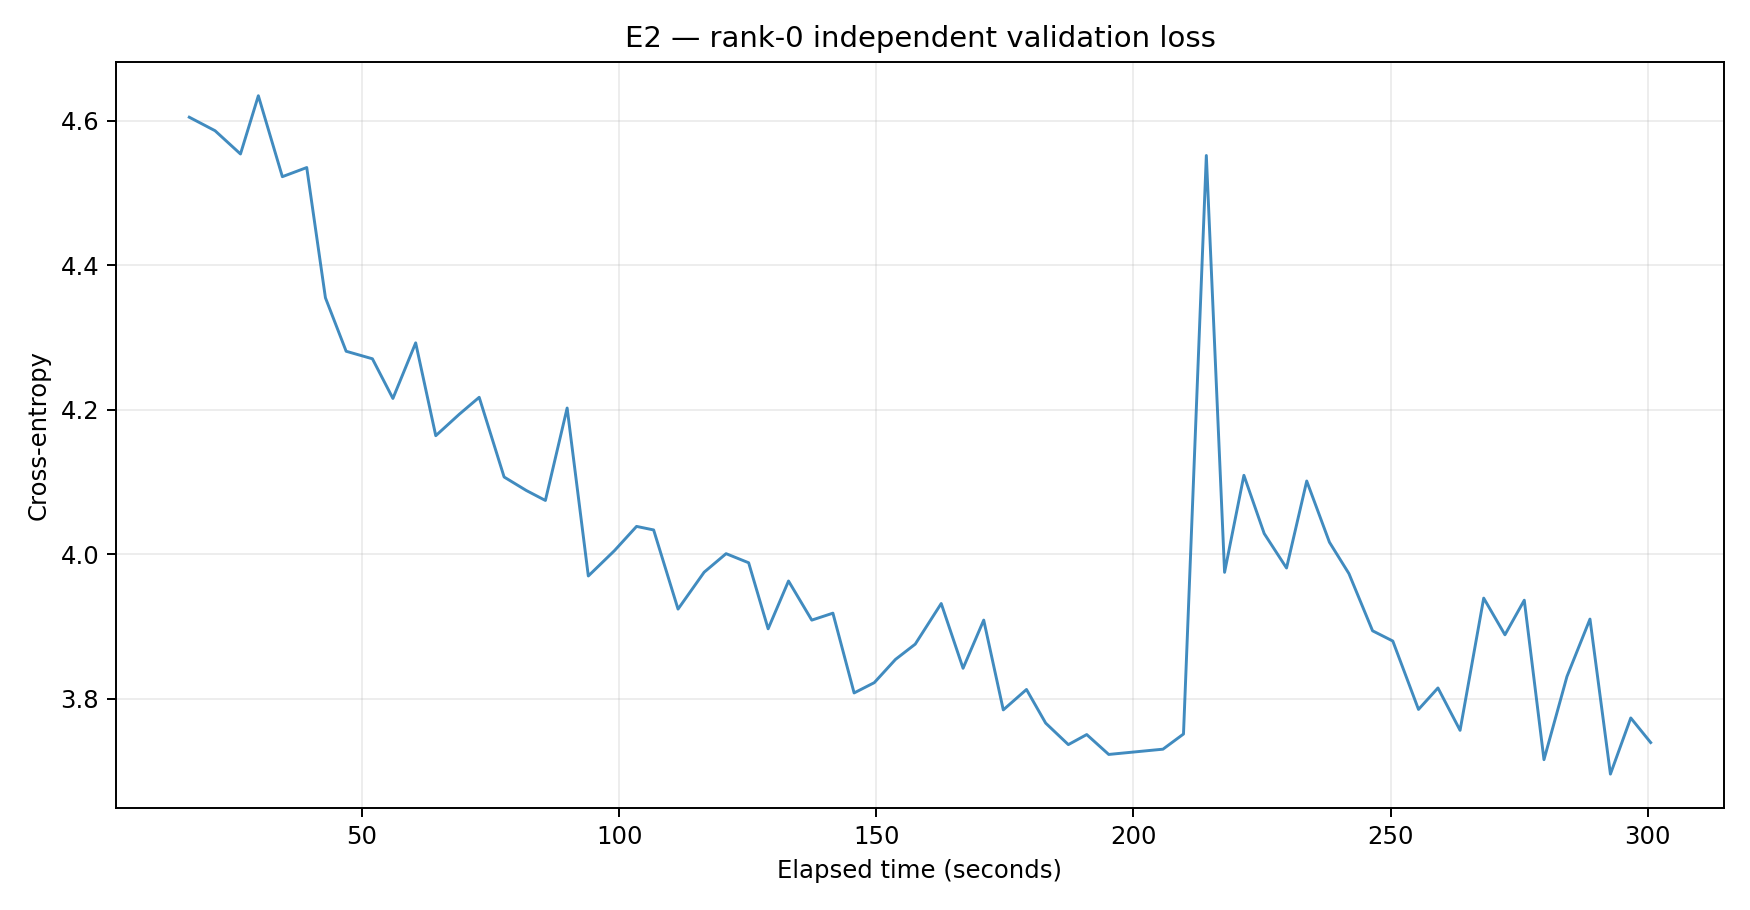 E2 — rank-0 independent validation loss
Cross-entropy
4.6
4.4
4.2
4.0
3.8
50 100 150 200 250 300
Elapsed time (seconds)